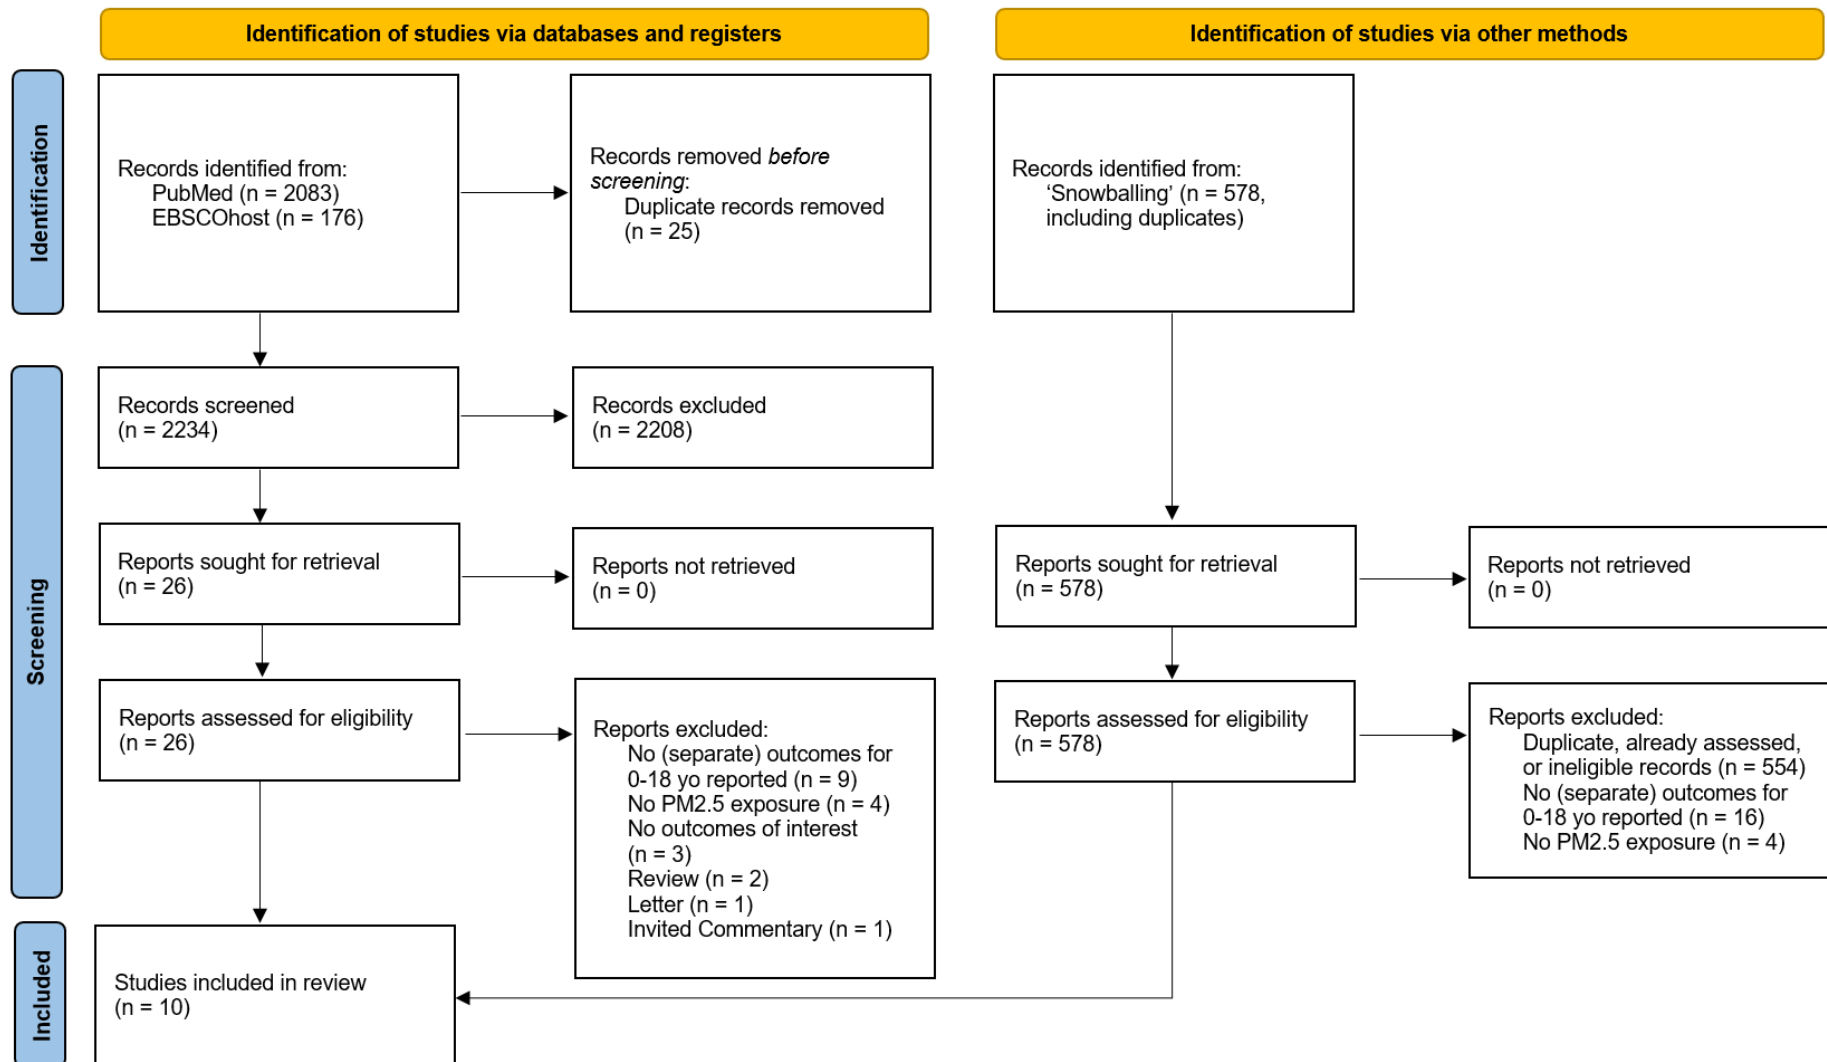 Identification of studies via databases and registers
Identification of studies via other methods
Identification
Records identified from:
PubMed (n = 2083)
EBSCOhost (n = 176)
Records removed before
screening:
Duplicate records removed
(n = 25)
Records identified from:
‘Snowballing’ (n = 578,
including duplicates)
Screening
Records screened
(n = 2234)
Records excluded
(n = 2208)
Reports sought for retrieval
(n = 26)
Reports not retrieved
(n = 0)
Reports sought for retrieval
(n = 578)
Reports not retrieved
(n = 0)
Reports assessed for eligibility
(n = 26)
Reports excluded:
No (separate) outcomes for
0-18 yo reported (n = 9)
No PM2.5 exposure (n = 4)
No outcomes of interest
(n = 3)
Review (n = 2)
Letter (n = 1)
Invited Commentary (n = 1)
Reports assessed for eligibility
(n = 578)
Reports excluded:
Duplicate, already assessed,
or ineligible records (n = 554)
No (separate) outcomes for
0-18 yo reported (n = 16)
No PM2.5 exposure (n = 4)
Included
Studies included in review
(n = 10)